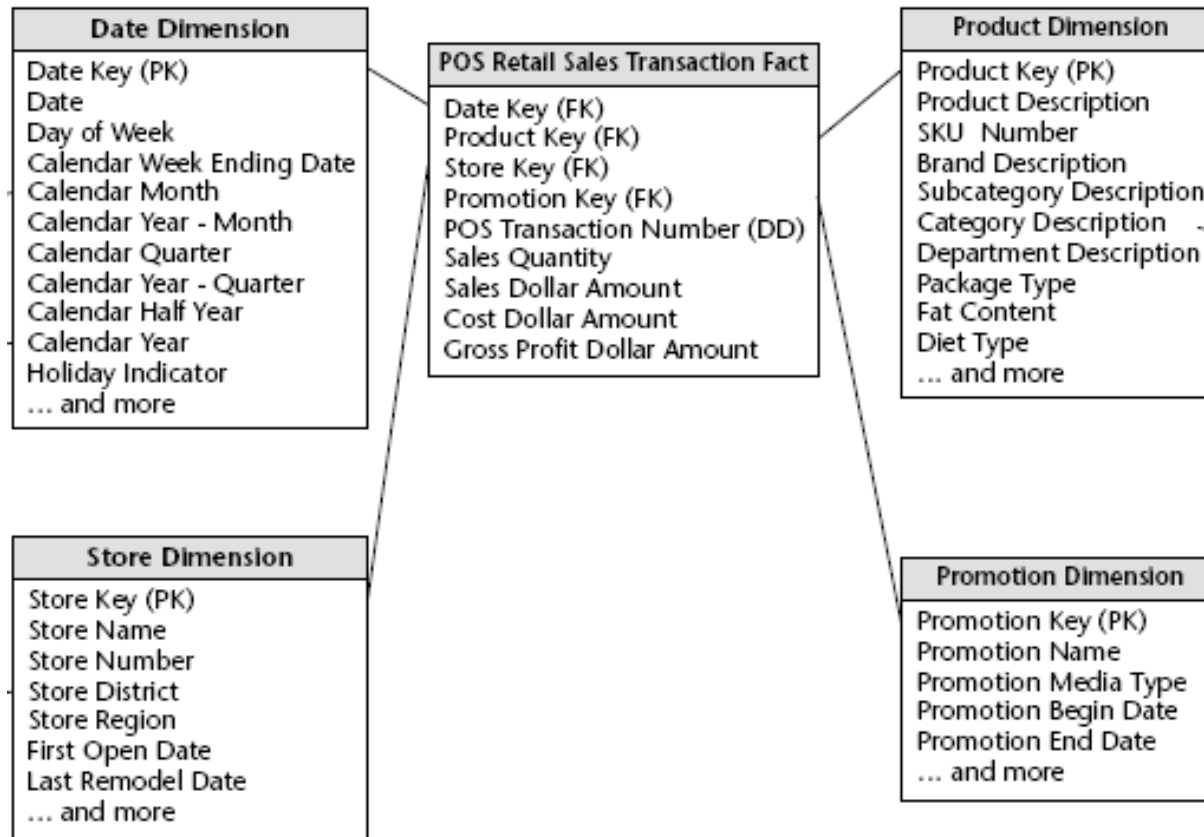 Date Dimension
Date Key (PK)
Date
Day of Week
Calendar Week Ending Date
Calendar Month
Calendar Year - Month
Calendar Quarter
Calendar Year - Quarter
Calendar Half Year
Calendar Year
Holiday Indicator
... and more
POS Retail Sales Transaction Fact
Date Key (FK)
Product Key (FK)
Store Key (FK)
Promotion Key (FK)
POS Transaction Number (DD)
Sales Quantity
Sales Dollar Amount
Cost Dollar Amount
Gross Profit Dollar Amount
Product Dimension
Product Key (PK)
Product Description
SKU Number
Brand Description
Subcategory Description
Category Description
Department Description
Package Type
Fat Content
Diet Type
... and more
Store Dimension
Store Key (PK)
Store Name
Store Number
Store District
Store Region
First Open Date
Last Remodel Date
... and more
Promotion Dimension
Promotion Key (PK)
Promotion Name
Promotion Media Type
Promotion Begin Date
Promotion End Date
... and more